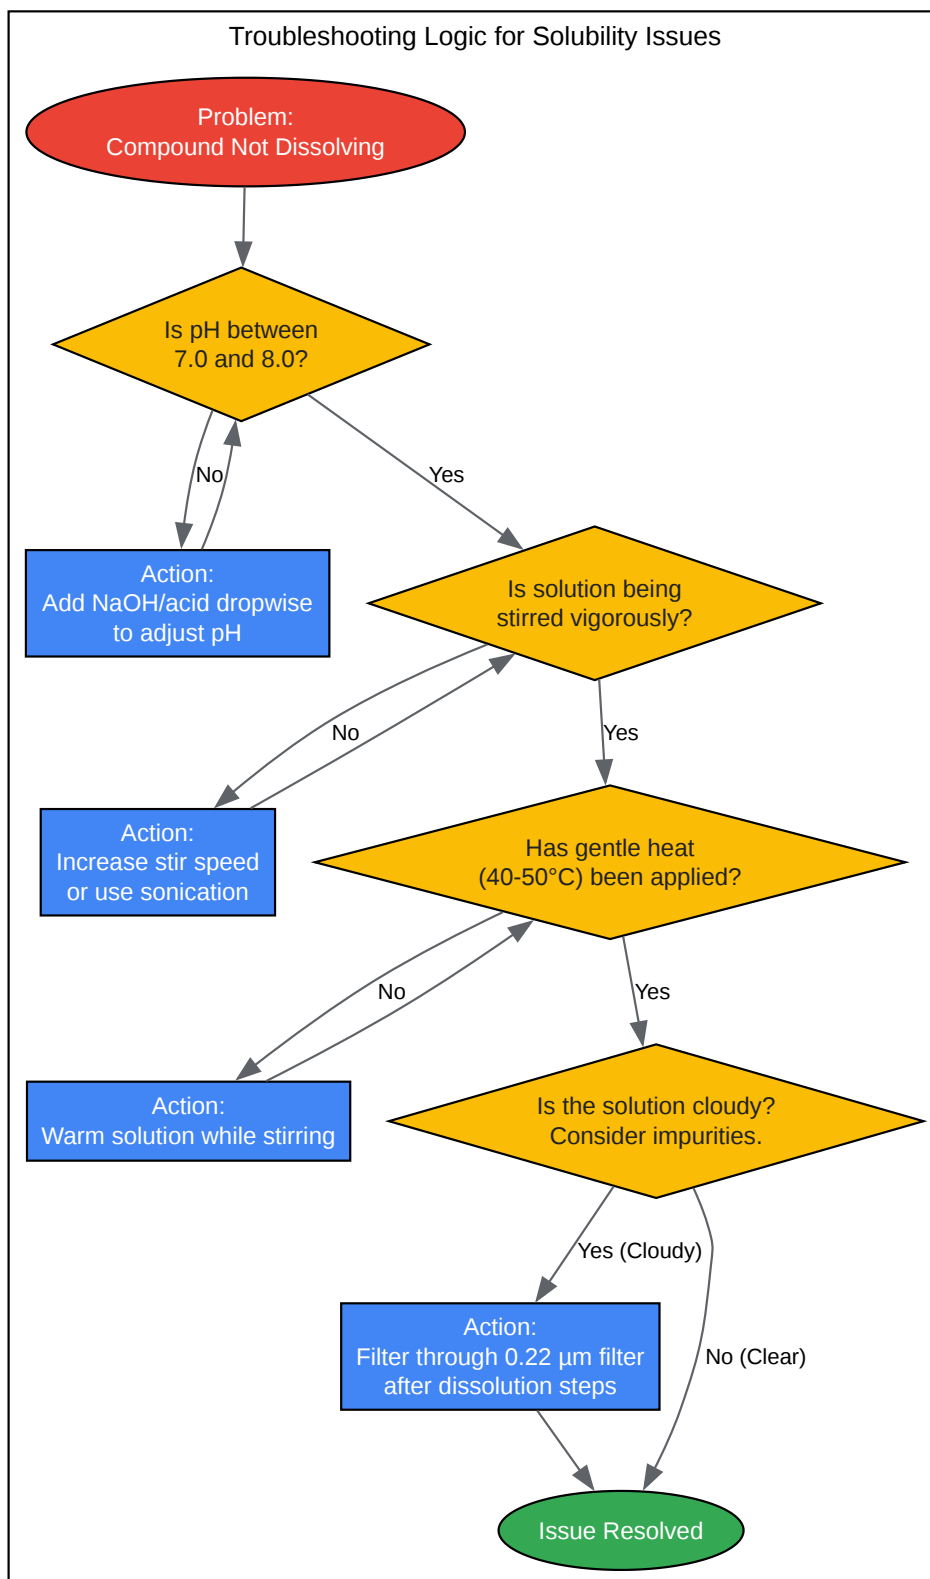 Troubleshooting Logic for Solubility Issues
Problem:
Compound Not Dissolving
Is pH between
7.0 and 8.0?
No
Yes
Action:
Add NaOH/acid dropwise
to adjust pH
Is solution being
stirred vigorously?
No
Yes
Action:
Increase stir speed
or use sonication
Has gentle heat
(40-50°C) been applied?
No
Yes
Action:
Warm solution while stirring
Is the solution cloudy?
Consider impurities.
Yes (Cloudy)
No (Clear)
Action:
Filter through 0.22 µm filter
after dissolution steps
Issue Resolved